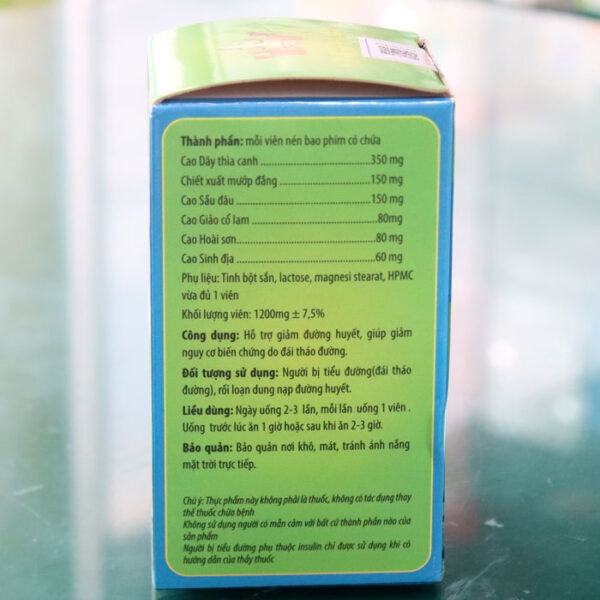 Thành phần: mỗi viên nén bao phim có chứa
Cao Dây thìa canh ........................................ 350 mg
Chiết xuất mướp đắng ................................. 150 mg
Cao Sầu đâu ................................................. 150 mg
Cao Giảo cổ lam ........................................... 80mg
Cao Hoài sơn................................................. 80 mg
Cao Sinh địa ................................................. 60 mg
Phụ liệu: Tinh bột sắn, lactose, magnesi stearat, HPMC
vừa đủ 1 viên
Khối lượng viên: 1200mg ± 7,5%
Công dụng: Hỗ trợ giảm đường huyết, giúp giảm
nguy cơ biến chứng do đái tháo đường.
Đối tượng sử dụng: Người bị tiểu đường(đái tháo
đường), rối loạn dung nạp đường huyết.
Liều dùng: Ngày uống 2-3 lần, mỗi lần uống 1 viên .
Uống trước lúc ăn 1 giờ hoặc sau khi ăn 2-3 giờ.
Bảo quản: Bảo quản nơi khô, mát, tránh ánh nắng
mặt trời trực tiếp.
Chú ý: Thực phẩm này không phải là thuốc, không có tác dụng thay
thế thuốc chữa bệnh
Không sử dụng người có mẫn cảm với bất cứ thành phần nào của
sản phẩm
Người bị tiểu đường phụ thuộc insulin chỉ được sử dụng khi có
hướng dẫn của thầy thuốc